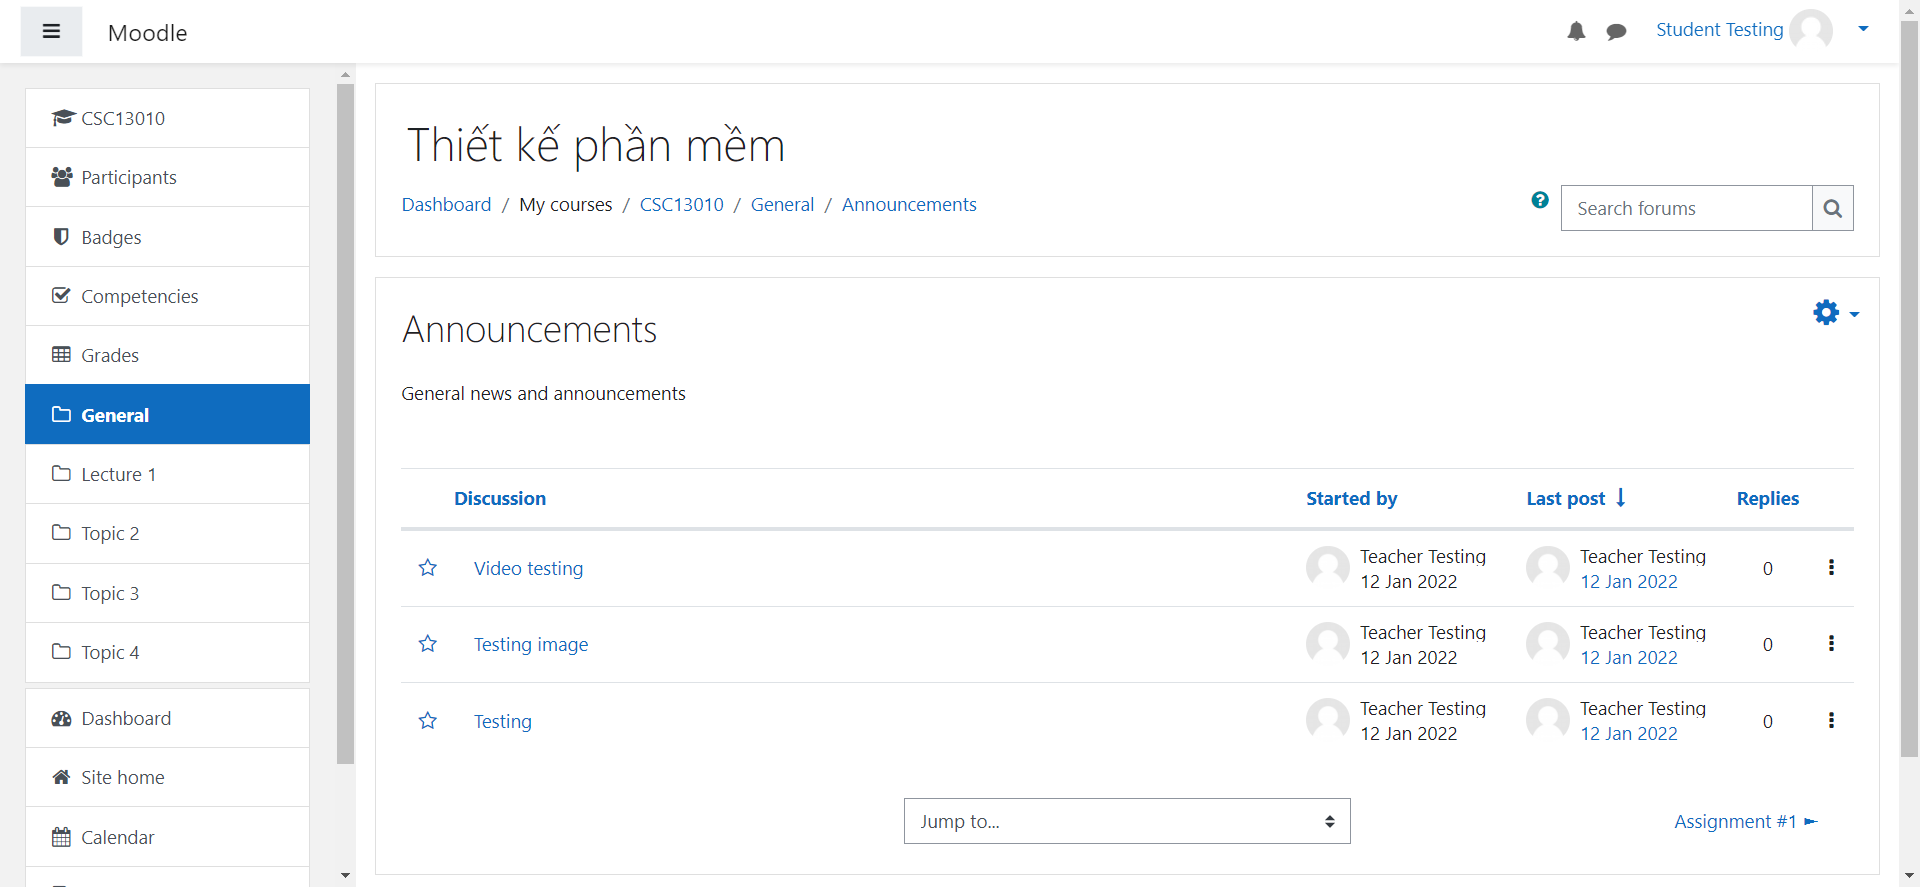 Moodle
Student Testing
CSC13010
Participants
Badges
Competencies
Grades
General
Lecture 1
Topic 2
Topic 3
Topic 4
Dashboard
Site home
Calendar
Thiết kế phần mềm
Dashboard / My courses / CSC13010 / General / Announcements
Search forums
Announcements
General news and announcements
Discussion Started by Last post Replies
Video testing Teacher Testing 12 Jan 2022 Teacher Testing 12 Jan 2022 0
Testing image Teacher Testing 12 Jan 2022 Teacher Testing 12 Jan 2022 0
Testing Teacher Testing 12 Jan 2022 Teacher Testing 12 Jan 2022 0
Jump to...
Assignment #1 ►